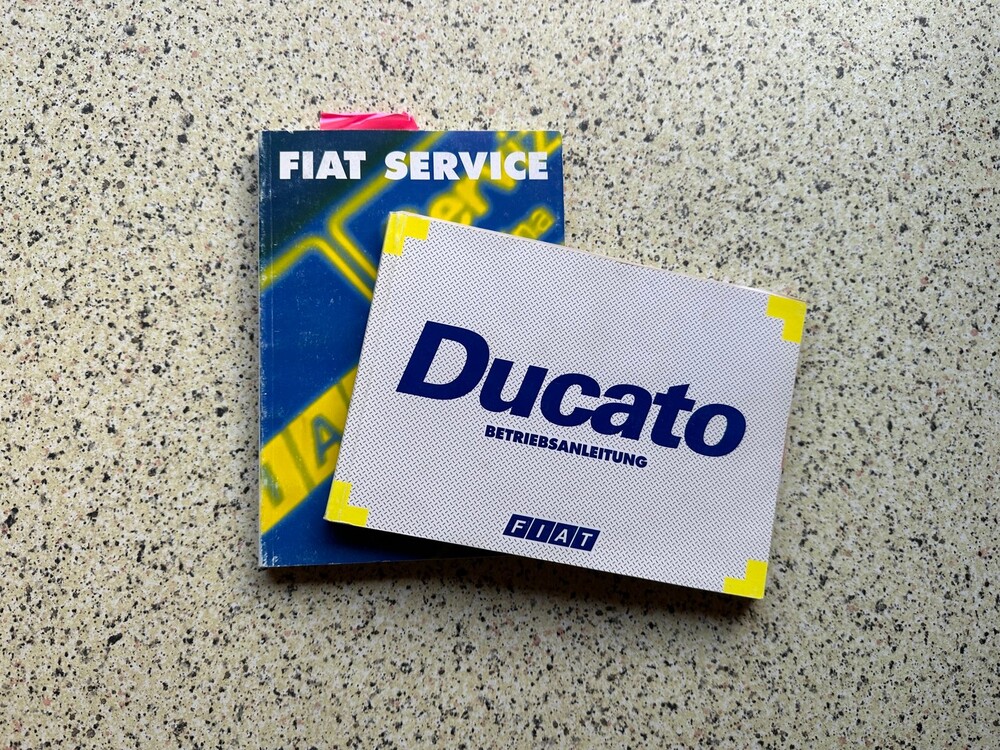 FIAT SERVICE
Ducato
BETRIEBSANLEITUNG
FIAT